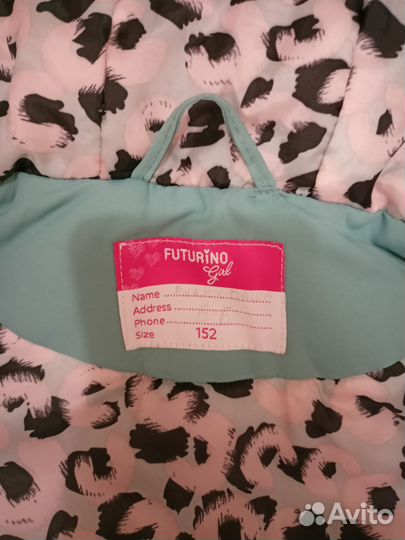 FUTURiNO
Girl
Name
Address
Phone
Size 152
Avito